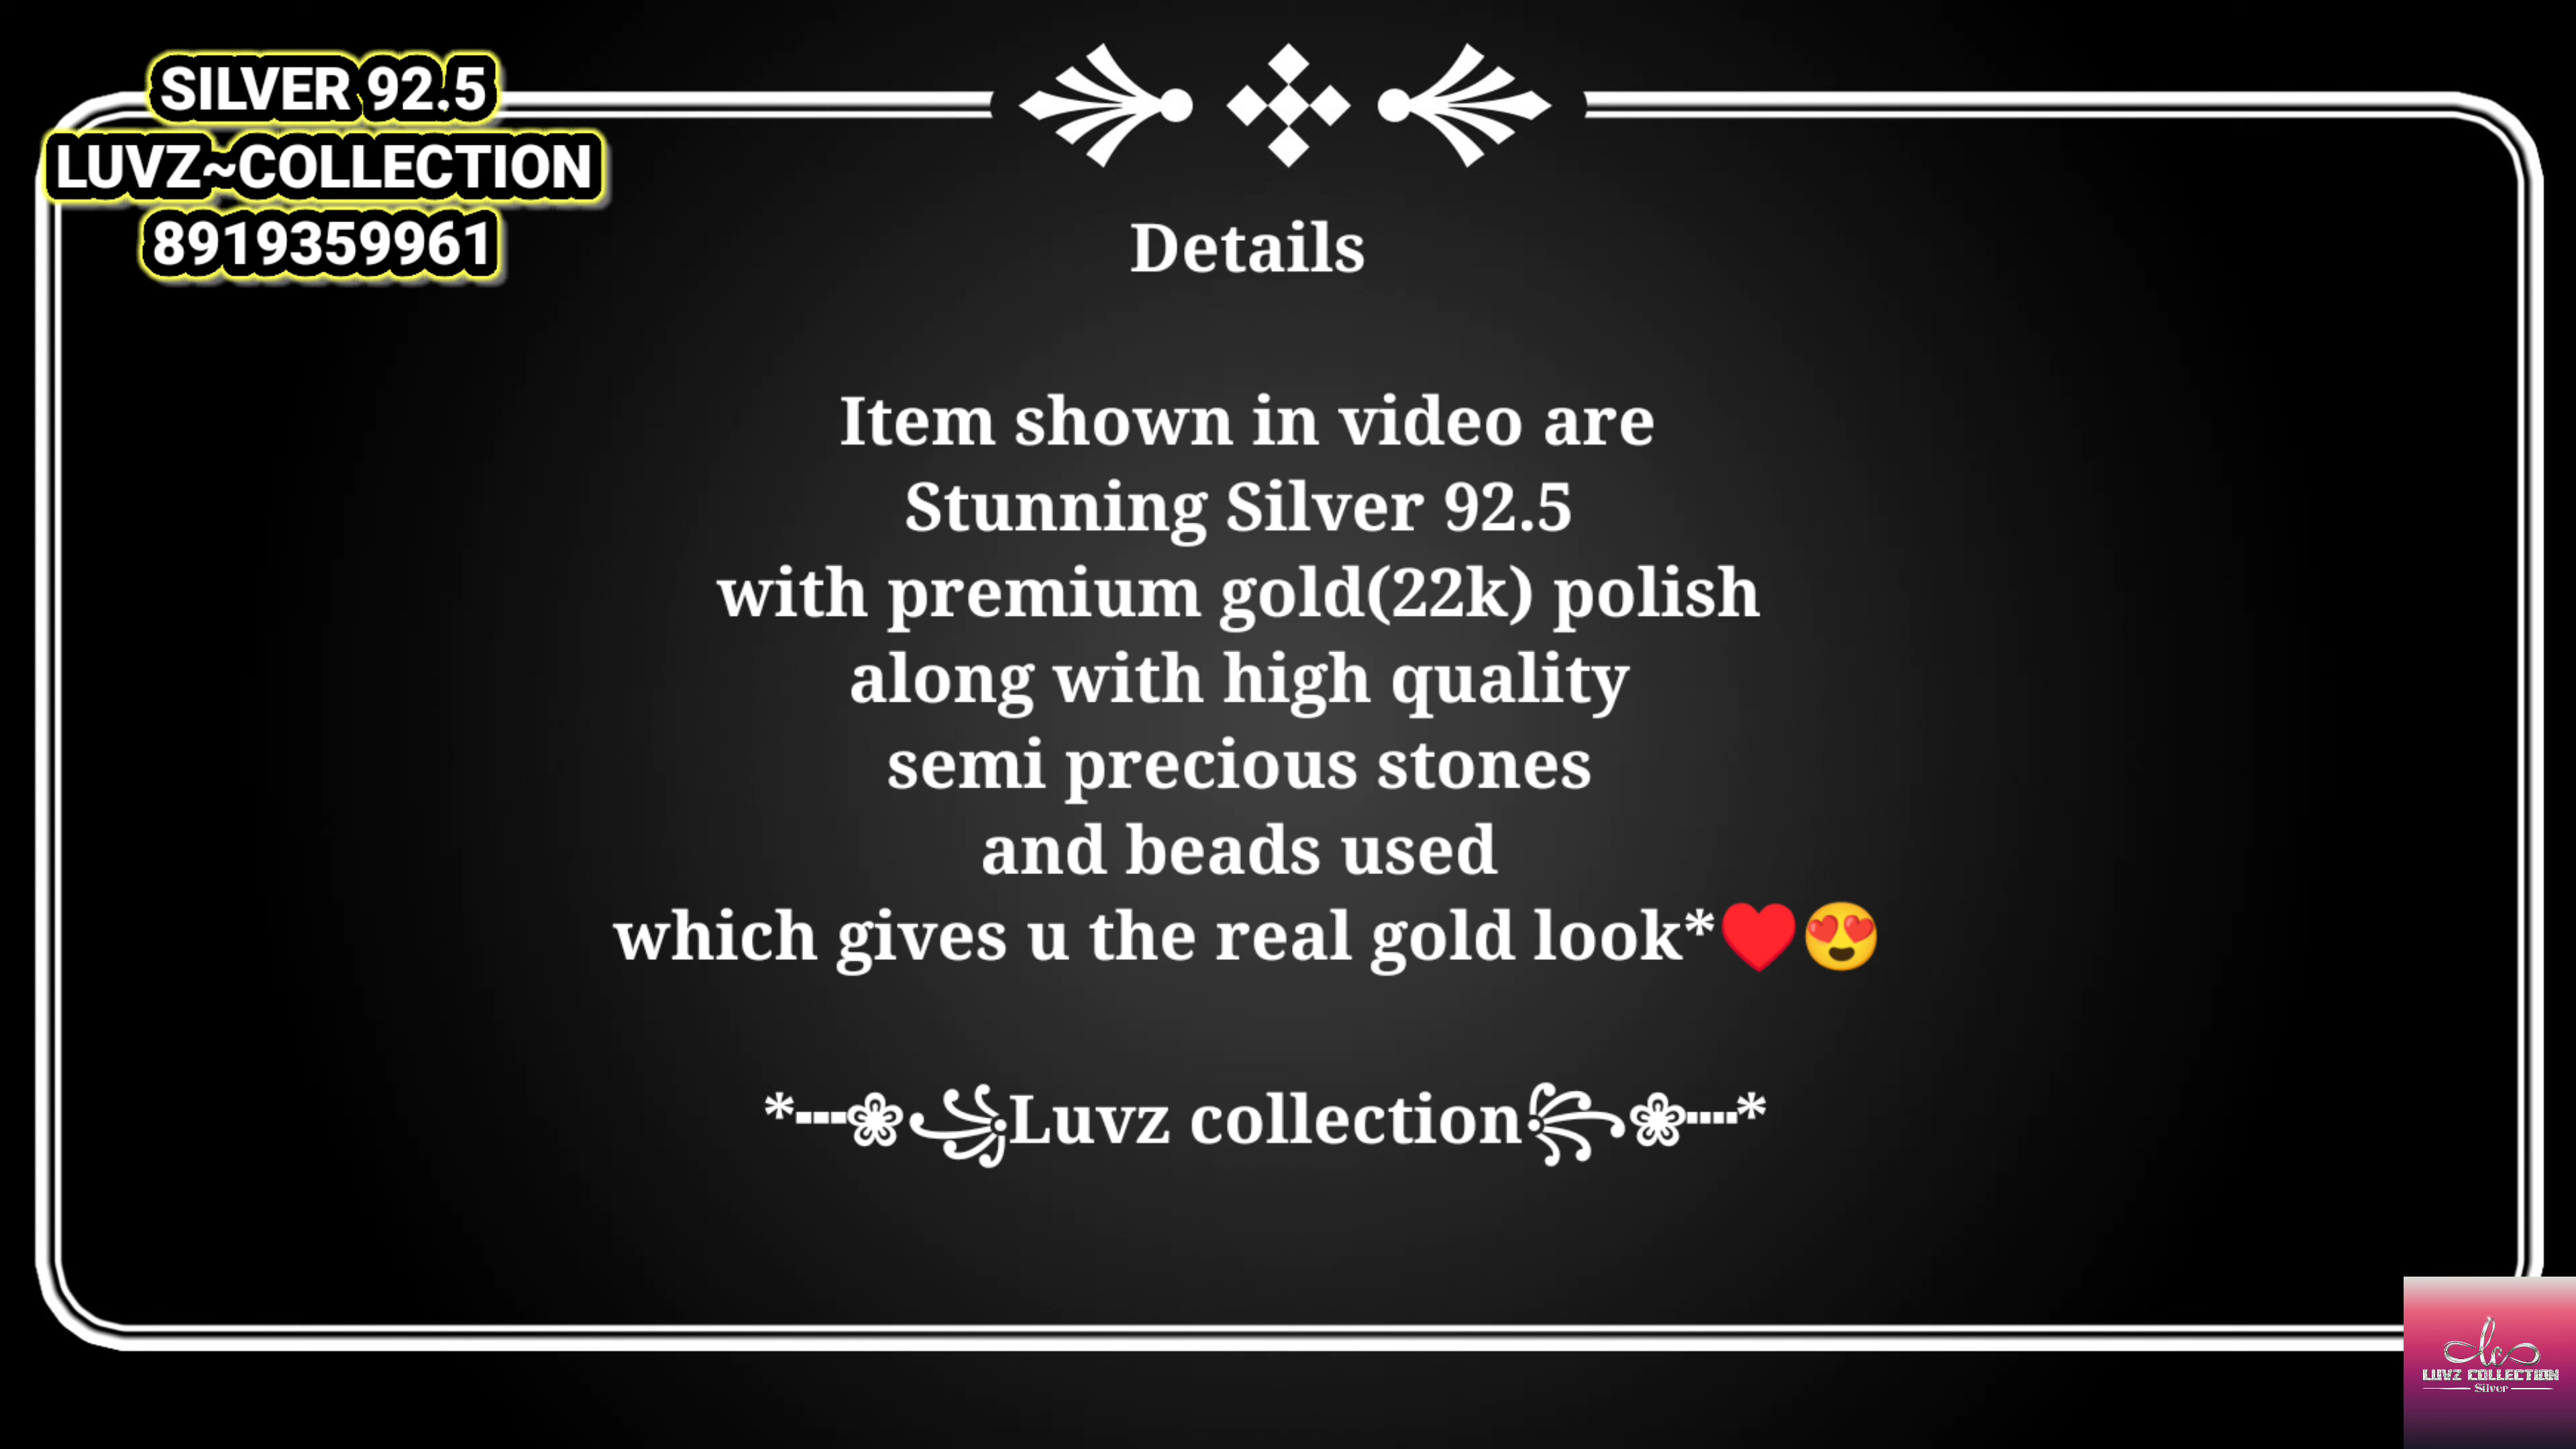 SILVER 92.5
LUVZ~COLLECTION
8919359961
Details
Item shown in video are
Stunning Silver 92.5
with premium gold(22k) polish
along with high quality
semi precious stones
and beads used
which gives u the real gold look*❤️😍
*┅❀꧁Luvz collection꧂❀┉*
lc
LUVZ COLLECTION
Silver